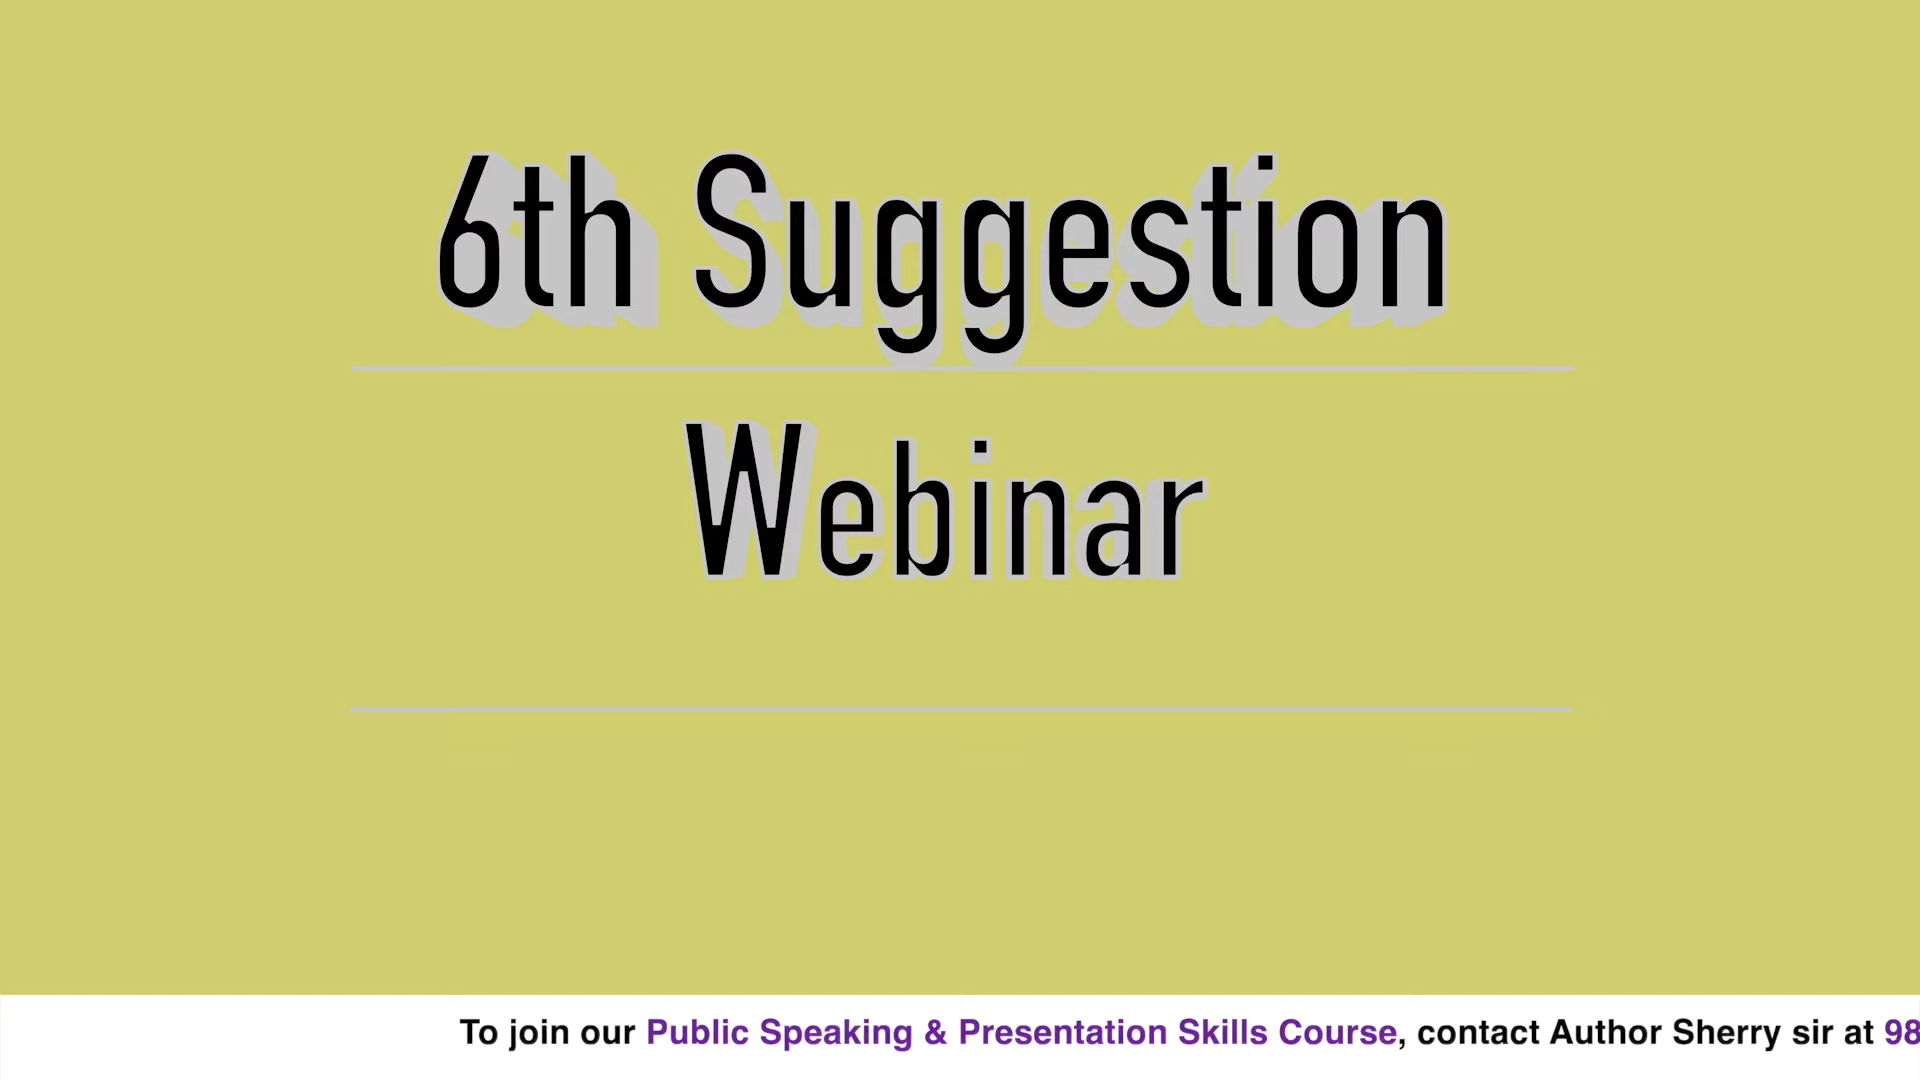 6th Suggestion
Webinar
To join our Public Speaking & Presentation Skills Course, contact Author Sherry sir at 98